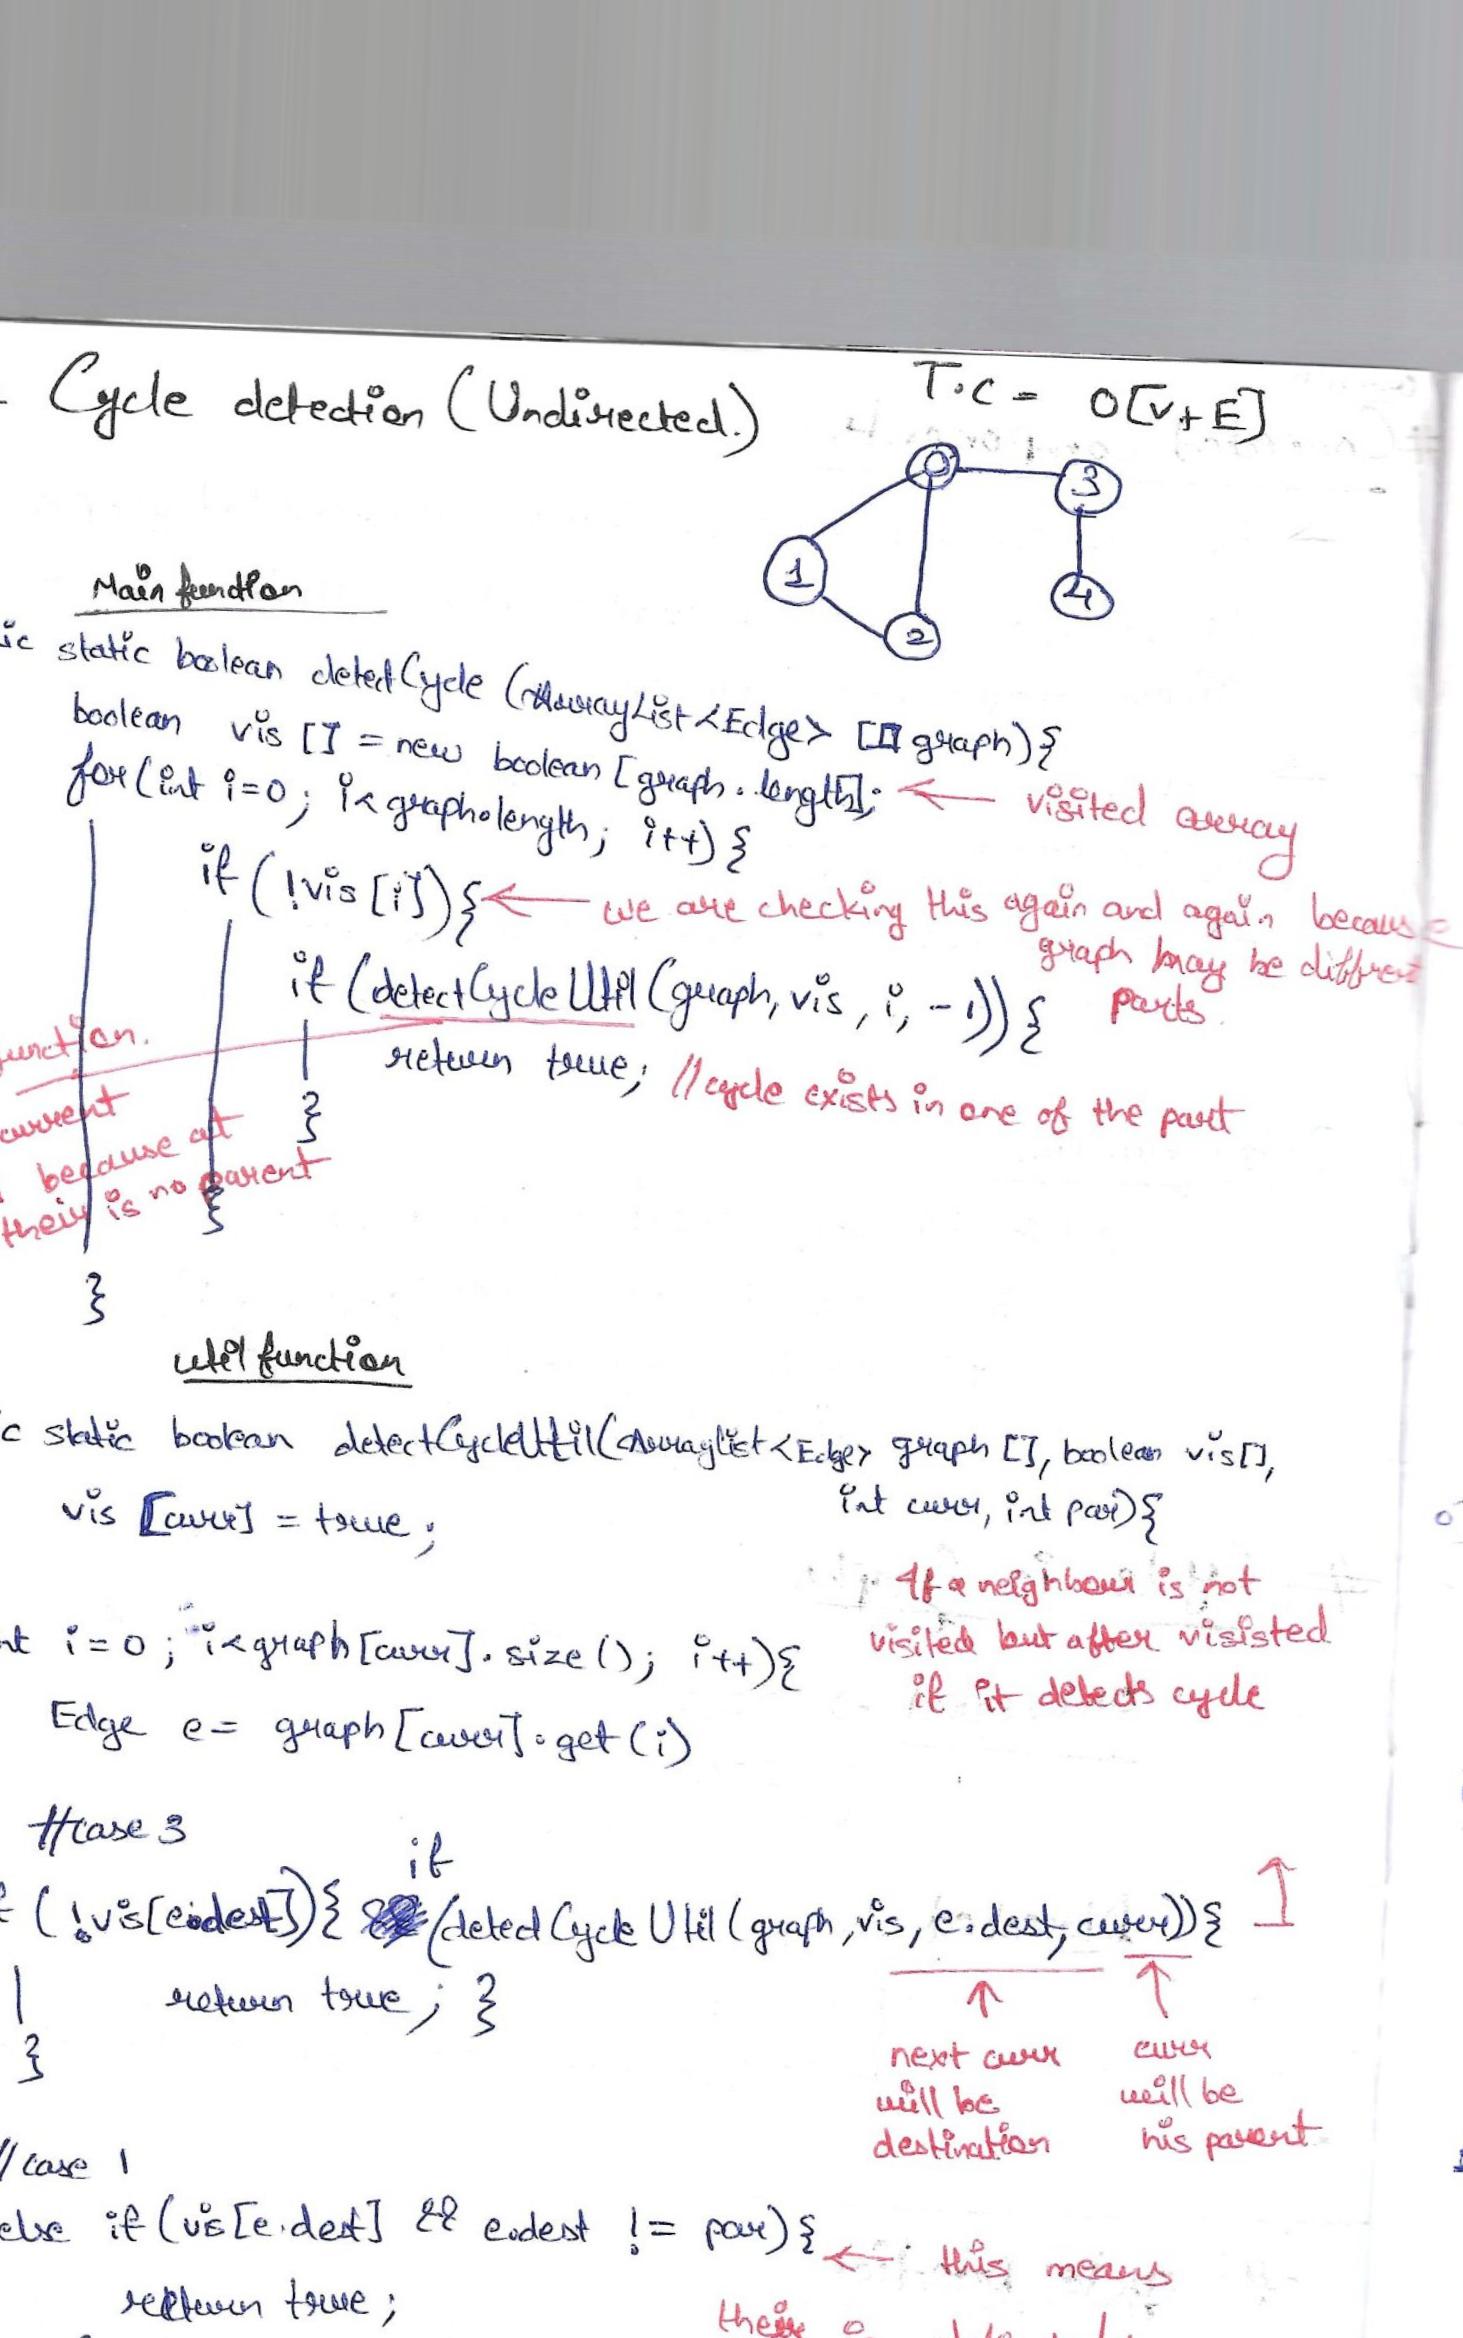 Cycle detection (Undirected.)
T.C = O[V+E]
0
3
1
4
2
Main function
ic static boolean detectCycle (ArrayList<Edge> [] graph){
boolean vis [] = new boolean [graph.length];
← visited array
for (int i=0; i<graph.length; i++) {
if (!vis [i]) {
← we are checking this again and again because
graph may be diffrent
parts.
if (detectCycleUtil (graph, vis, i, -1)) {
return true; // cycle exists in one of the part
function.
current
because at
their is no parent
}
}
}
Util function
c static boolean detectCycleUtil(Arraylist<Edge> graph [], boolean vis[],
int curr, int par){
vis [curr] = true;
If a neighbour is not
visited but after visisted
if it detects cycle
nt i=0; i<graph[curr].size(); i++){
Edge e= graph[curr].get(i)
//case 3
if
(!vis[e.dest]){ (detectCycleUtil (graph, vis, e.dest, curr)){
↑
return true; }
}
↑
next curr
will be
destination
↑
curr
will be
his parent
// case 1
else if (vis[e.dest] && e.dest != par){
← this means
return true;